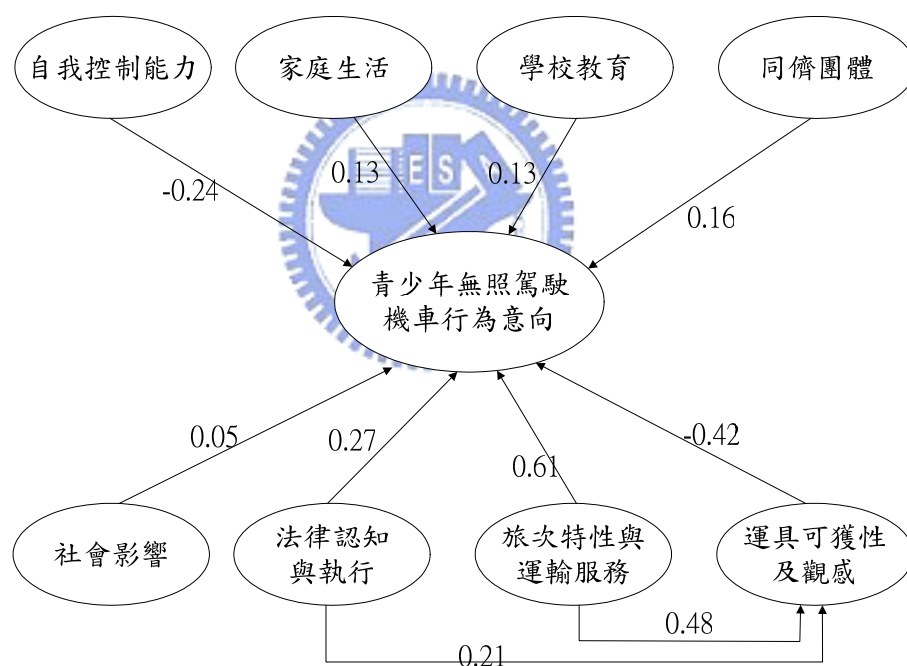 自我控制能力
家庭生活
學校教育
同儕團體
ES
-0.24
0.13
0.13
0.16
青少年無照駕駛
機車行為意向
0.05
0.27
0.61
-0.42
社會影響
法律認知
與執行
旅次特性與
運輸服務
運具可獲性
及觀感
0.48
0.21